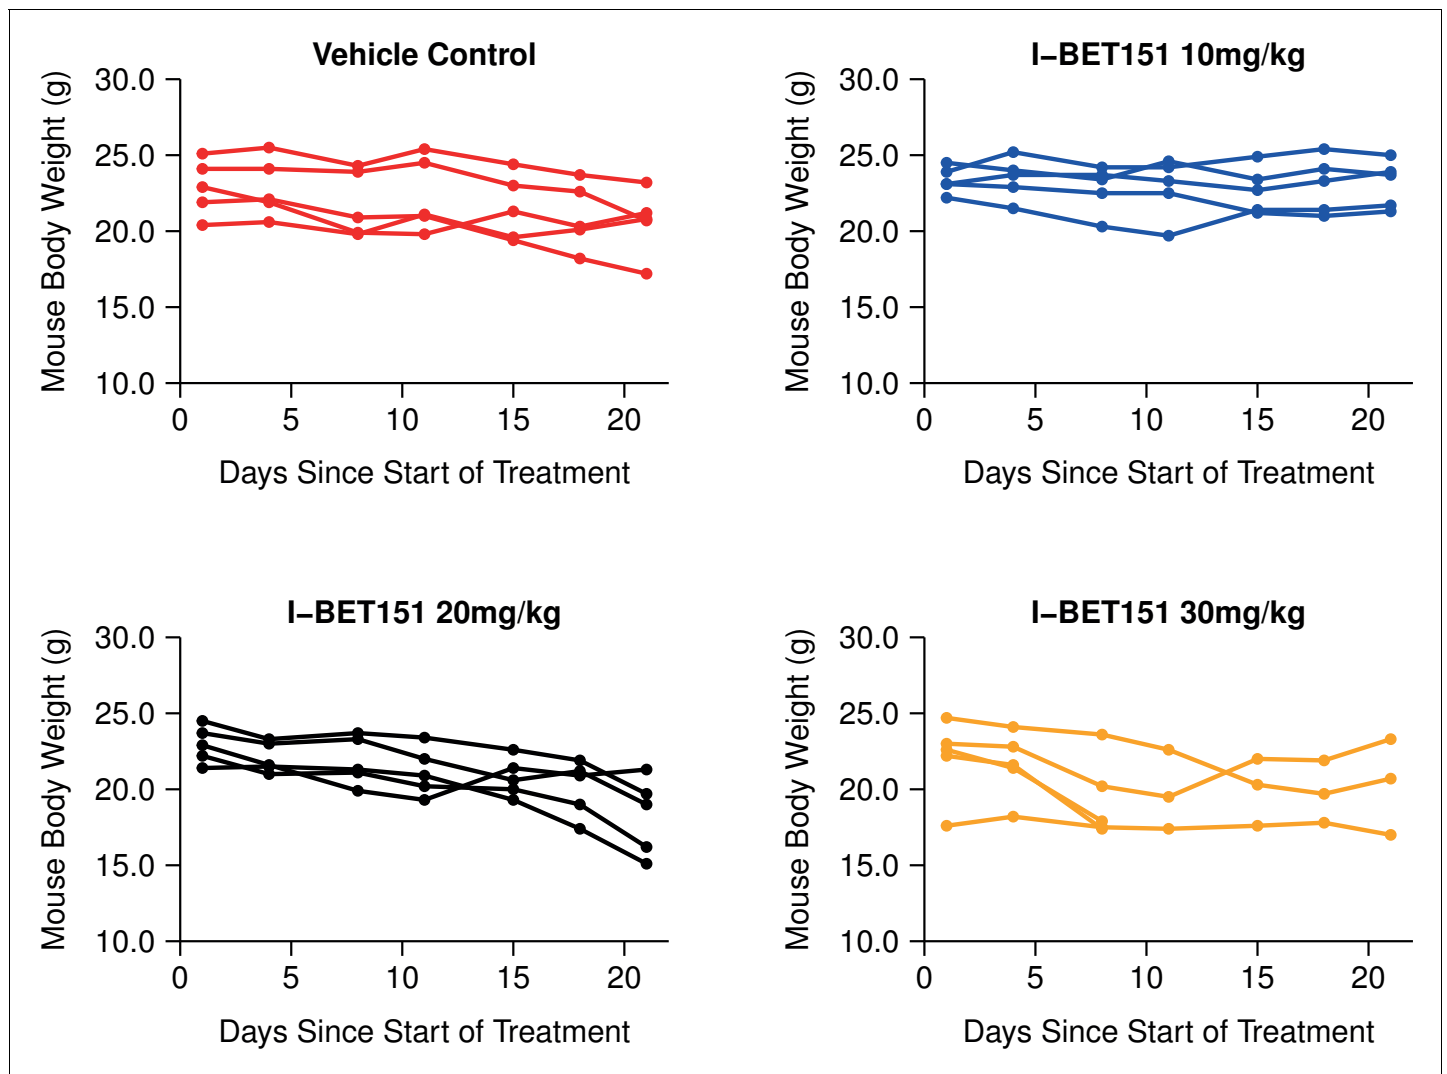 Vehicle Control
Mouse Body Weight (g)
30.0
25.0
20.0
15.0
10.0
0 5 10 15 20
Days Since Start of Treatment
I−BET151 10mg/kg
Mouse Body Weight (g)
30.0
25.0
20.0
15.0
10.0
0 5 10 15 20
Days Since Start of Treatment
I−BET151 20mg/kg
Mouse Body Weight (g)
30.0
25.0
20.0
15.0
10.0
0 5 10 15 20
Days Since Start of Treatment
I−BET151 30mg/kg
Mouse Body Weight (g)
30.0
25.0
20.0
15.0
10.0
0 5 10 15 20
Days Since Start of Treatment